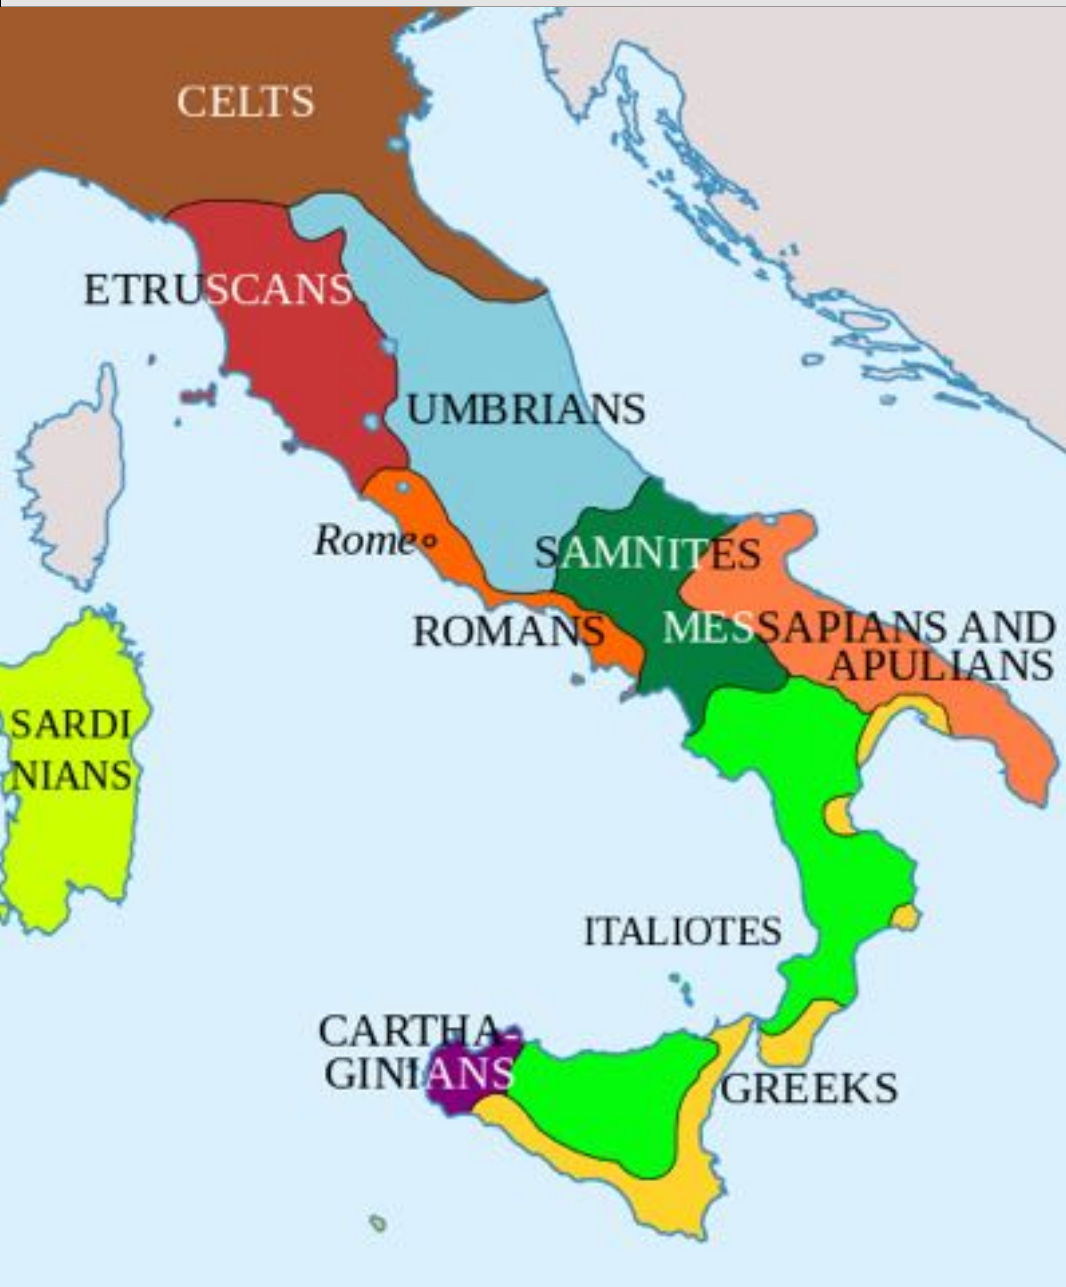 CELTS
ETRUSCANS
UMBRIANS
Rome
SAMNITES
ROMANS
MESSAPIANS AND
APULIANS
SARDI
NIANS
ITALIOTES
CARTHA-
GINIANS
GREEKS